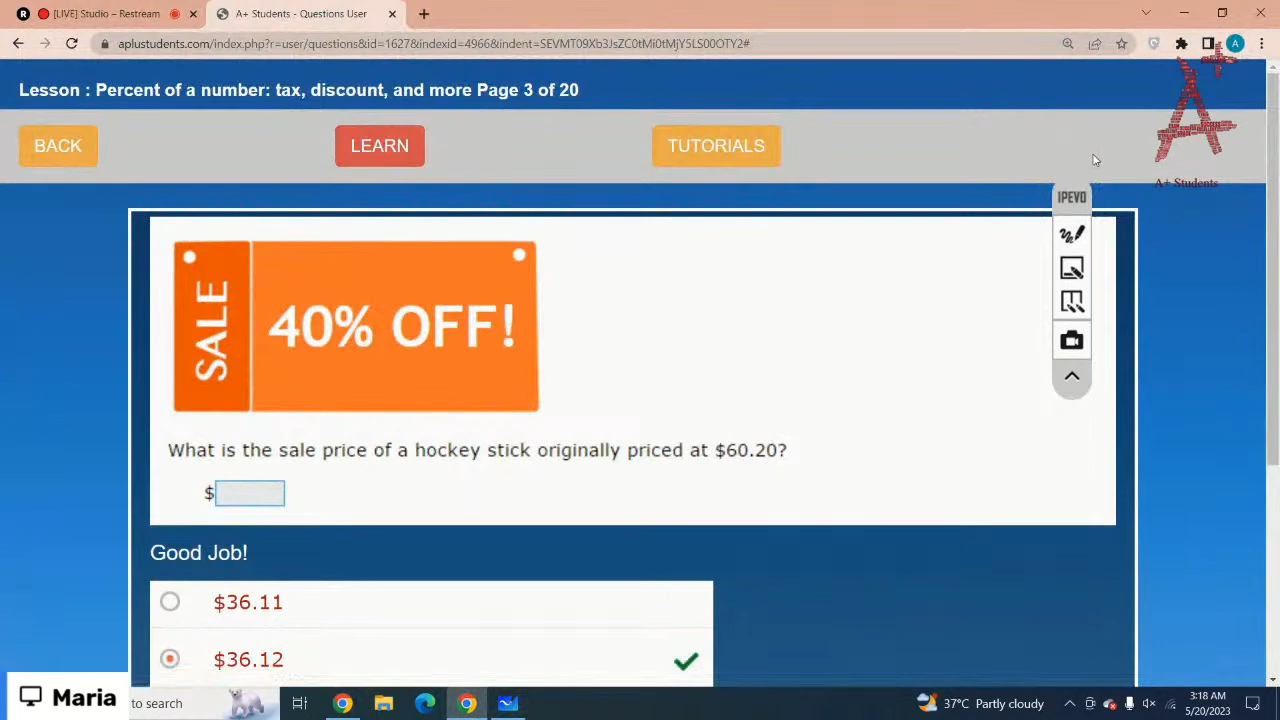 [LIVE] Studio – Restream
A+ Students - Questions User
aplustudents.com/index.php?r=user/questions&id=1627&indexid=4966&indent=SEVMT09Xb3JsZC0tMi0tMjY5LS00OTY2#
Lesson : Percent of a number: tax, discount, and more Page 3 of 20
BACK
LEARN
TUTORIALS
A+
A+ Students
IPEVO
SALE
40% OFF!
What is the sale price of a hockey stick originally priced at $60.20?
$
Good Job!
$36.11
$36.12
Maria
to search
37°C Partly cloudy
3:18 AM
5/20/2023